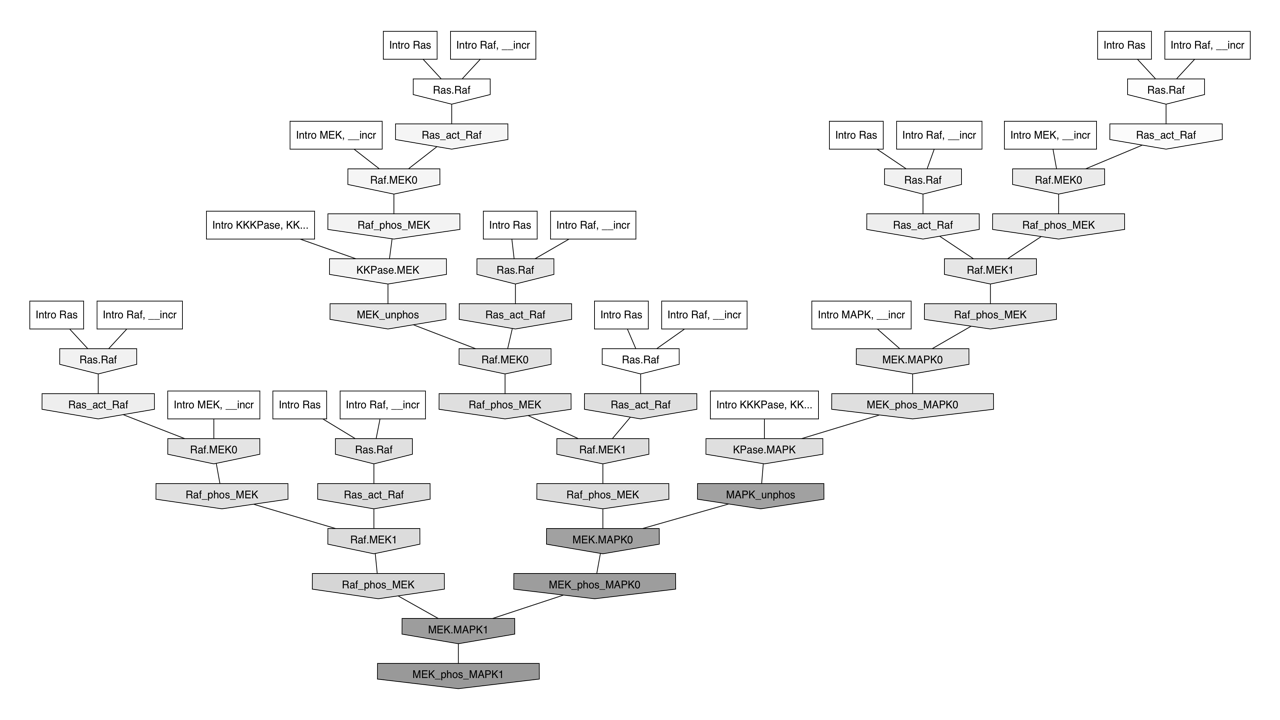 Intro Ras
Intro Raf, __incr
Intro Ras
Intro Raf, __incr
Ras.Raf
Ras.Raf
Intro MEK, __incr
Ras_act_Raf
Intro Ras
Intro Raf, __incr
Intro MEK, __incr
Ras_act_Raf
Raf.MEK0
Ras.Raf
Raf.MEK0
Intro KKKPase, KK...
Raf_phos_MEK
Intro Ras
Intro Raf, __incr
Ras_act_Raf
Raf_phos_MEK
KKPase.MEK
Ras.Raf
Raf.MEK1
Intro Ras
Intro Raf, __incr
MEK_unphos
Ras_act_Raf
Intro Ras
Intro Raf, __incr
Intro MAPK, __incr
Raf_phos_MEK
Ras.Raf
Raf.MEK0
Ras.Raf
MEK.MAPK0
Ras_act_Raf
Intro MEK, __incr
Intro Ras
Intro Raf, __incr
Raf_phos_MEK
Ras_act_Raf
Intro KKKPase, KK...
MEK_phos_MAPK0
Raf.MEK0
Ras.Raf
Raf.MEK1
KPase.MAPK
Raf_phos_MEK
Ras_act_Raf
Raf_phos_MEK
MAPK_unphos
Raf.MEK1
MEK.MAPK0
Raf_phos_MEK
MEK_phos_MAPK0
MEK.MAPK1
MEK_phos_MAPK1